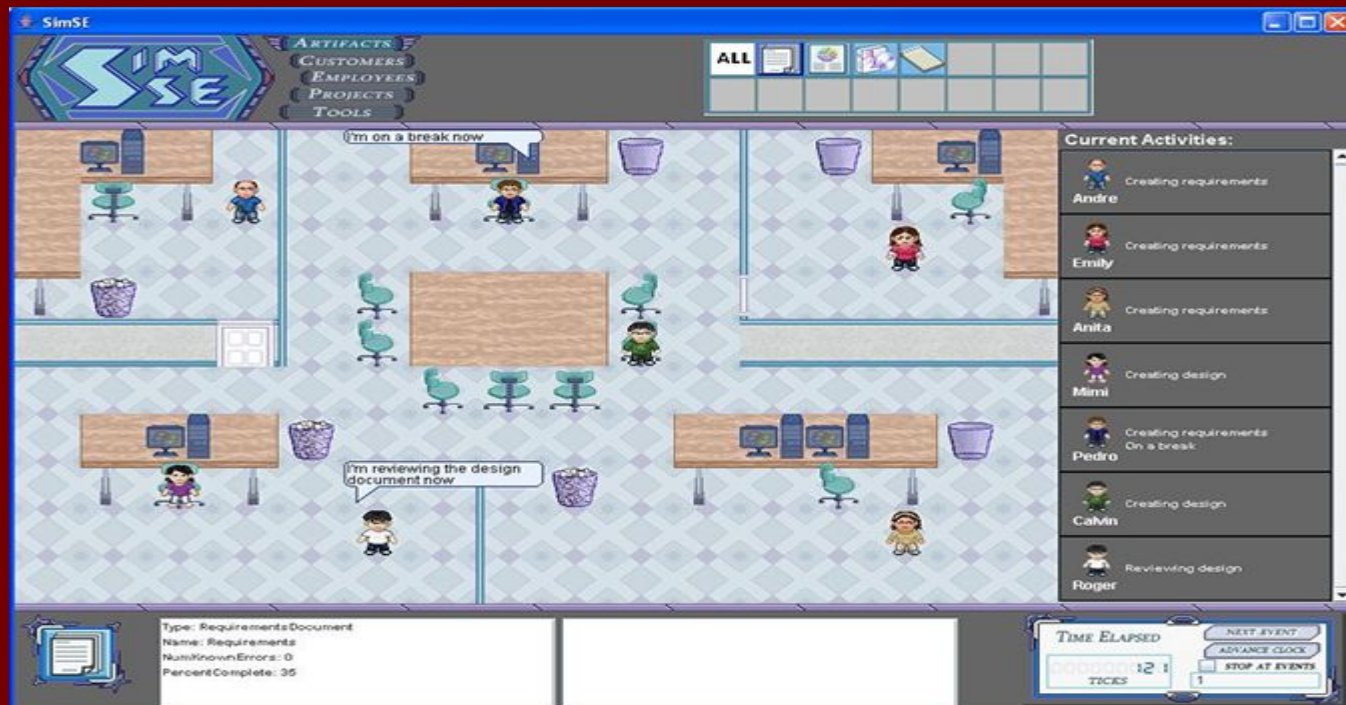 SimSE
SIM
SE
ARTIFACTS
CUSTOMERS
EMPLOYEES
PROJECTS
TOOLS
ALL
I'm on a break now
Current Activities:
Creating requirements
Andre
Creating requirements
Emily
Creating requirements
Anita
Creating design
Mimi
Creating requirements
On a break
Pedro
Creating design
Calvin
Reviewing design
Roger
I'm reviewing the design
document now
Type: RequirementsDocument
Name: Requirements
NumKnownErrors: 0
PercentComplete: 35
TIME ELAPSED
121
TICKS
NEXT EVENT
ADVANCE CLOCK
STOP AT EVENTS
1